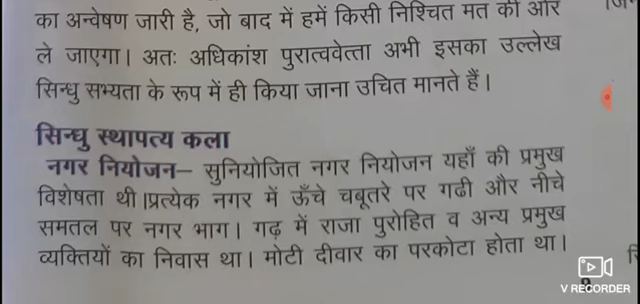 का अन्वेषण जारी है, जो बाद में हमें किसी निश्चित मत की ओर
ले जाएगा। अतः अधिकांश पुरातत्ववेत्ता अभी इसका उल्लेख
सिन्धु सभ्यता के रूप में ही किया जाना उचित मानते हैं।
सिन्धु स्थापत्य कला
नगर नियोजन– सुनियोजित नगर नियोजन यहाँ की प्रमुख
विशेषता थी।प्रत्येक नगर में ऊँचे चबूतरे पर गढी और नीचे
समतल पर नगर भाग। गढ़ में राजा पुरोहित व अन्य प्रमुख
व्यक्तियों का निवास था। मोटी दीवार का परकोटा होता था।
V RECORDER